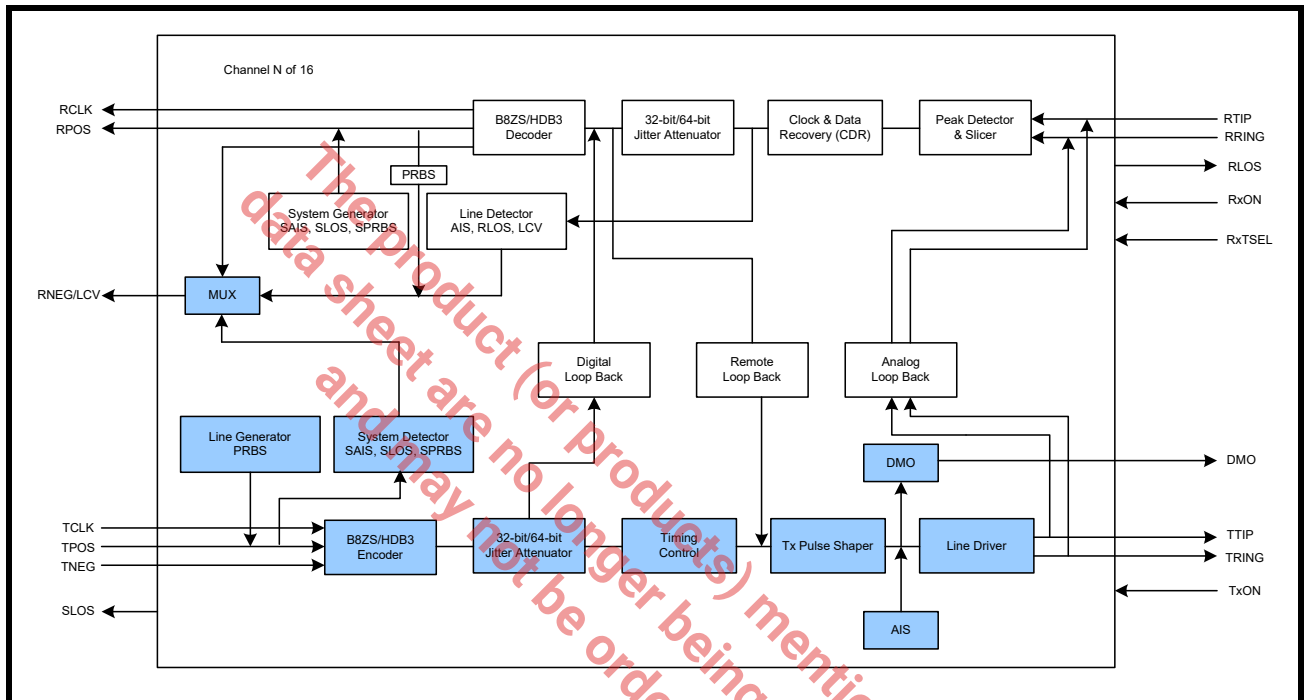 Channel N of 16
RCLK
RPOS
B8ZS/HDB3
Decoder
32-bit/64-bit
Jitter Attenuator
Clock & Data
Recovery (CDR)
Peak Detector
& Slicer
RTIP
RRING
RLOS
RxON
RxTSEL
PRBS
System Generator
SAIS, SLOS, SPRBS
Line Detector
AIS, RLOS, LCV
RNEG/LCV
MUX
Digital
Loop Back
Remote
Loop Back
Analog
Loop Back
Line Generator
PRBS
System Detector
SAIS, SLOS, SPRBS
DMO
DMO
TCLK
TPOS
TNEG
B8ZS/HDB3
Encoder
32-bit/64-bit
Jitter Attenuator
Timing
Control
Tx Pulse Shaper
Line Driver
TTIP
TRING
TxON
SLOS
AIS
The product (or products) mentio
data sheet are no longer being
and may not be orde